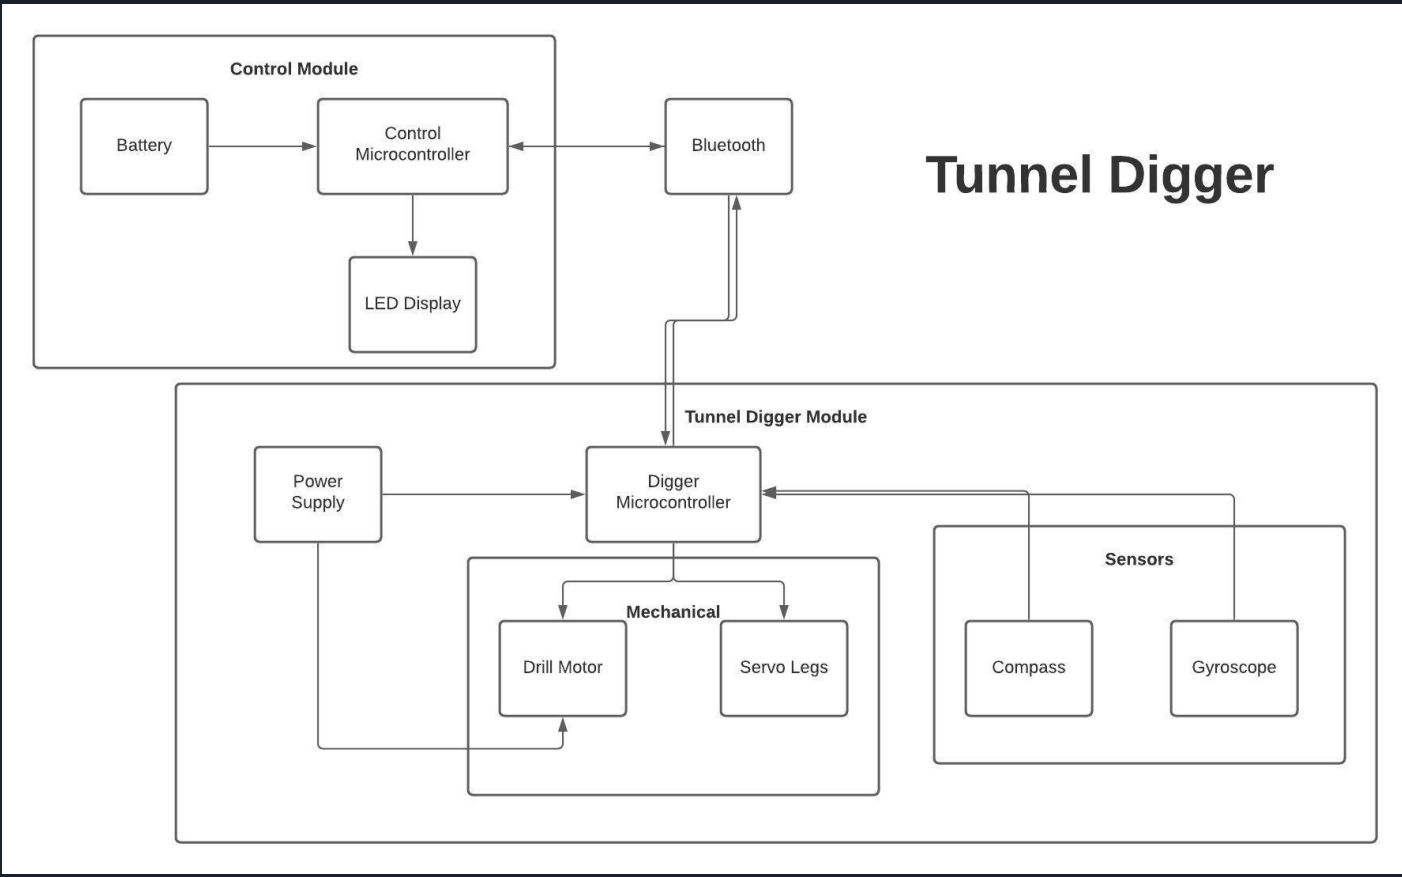 Control Module
Battery
Control
Microcontroller
Bluetooth
Tunnel Digger
LED Display
Tunnel Digger Module
Power
Supply
Digger
Microcontroller
Sensors
Mechanical
Drill Motor
Servo Legs
Compass
Gyroscope